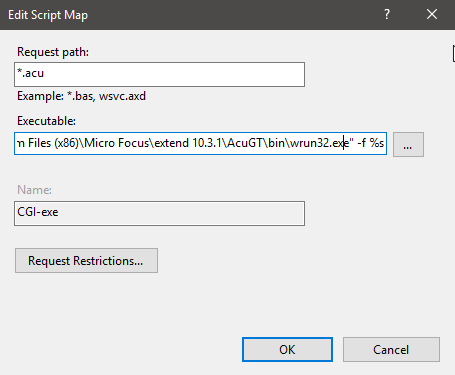 Edit Script Map
Request path:
*.acu
Example: *.bas, wsvc.axd
Executable:
m Files (x86)\Micro Focus\extend 10.3.1\AcuGT\bin\wrun32.exe" -f %s
...
Name:
CGI-exe
Request Restrictions...
OK
Cancel